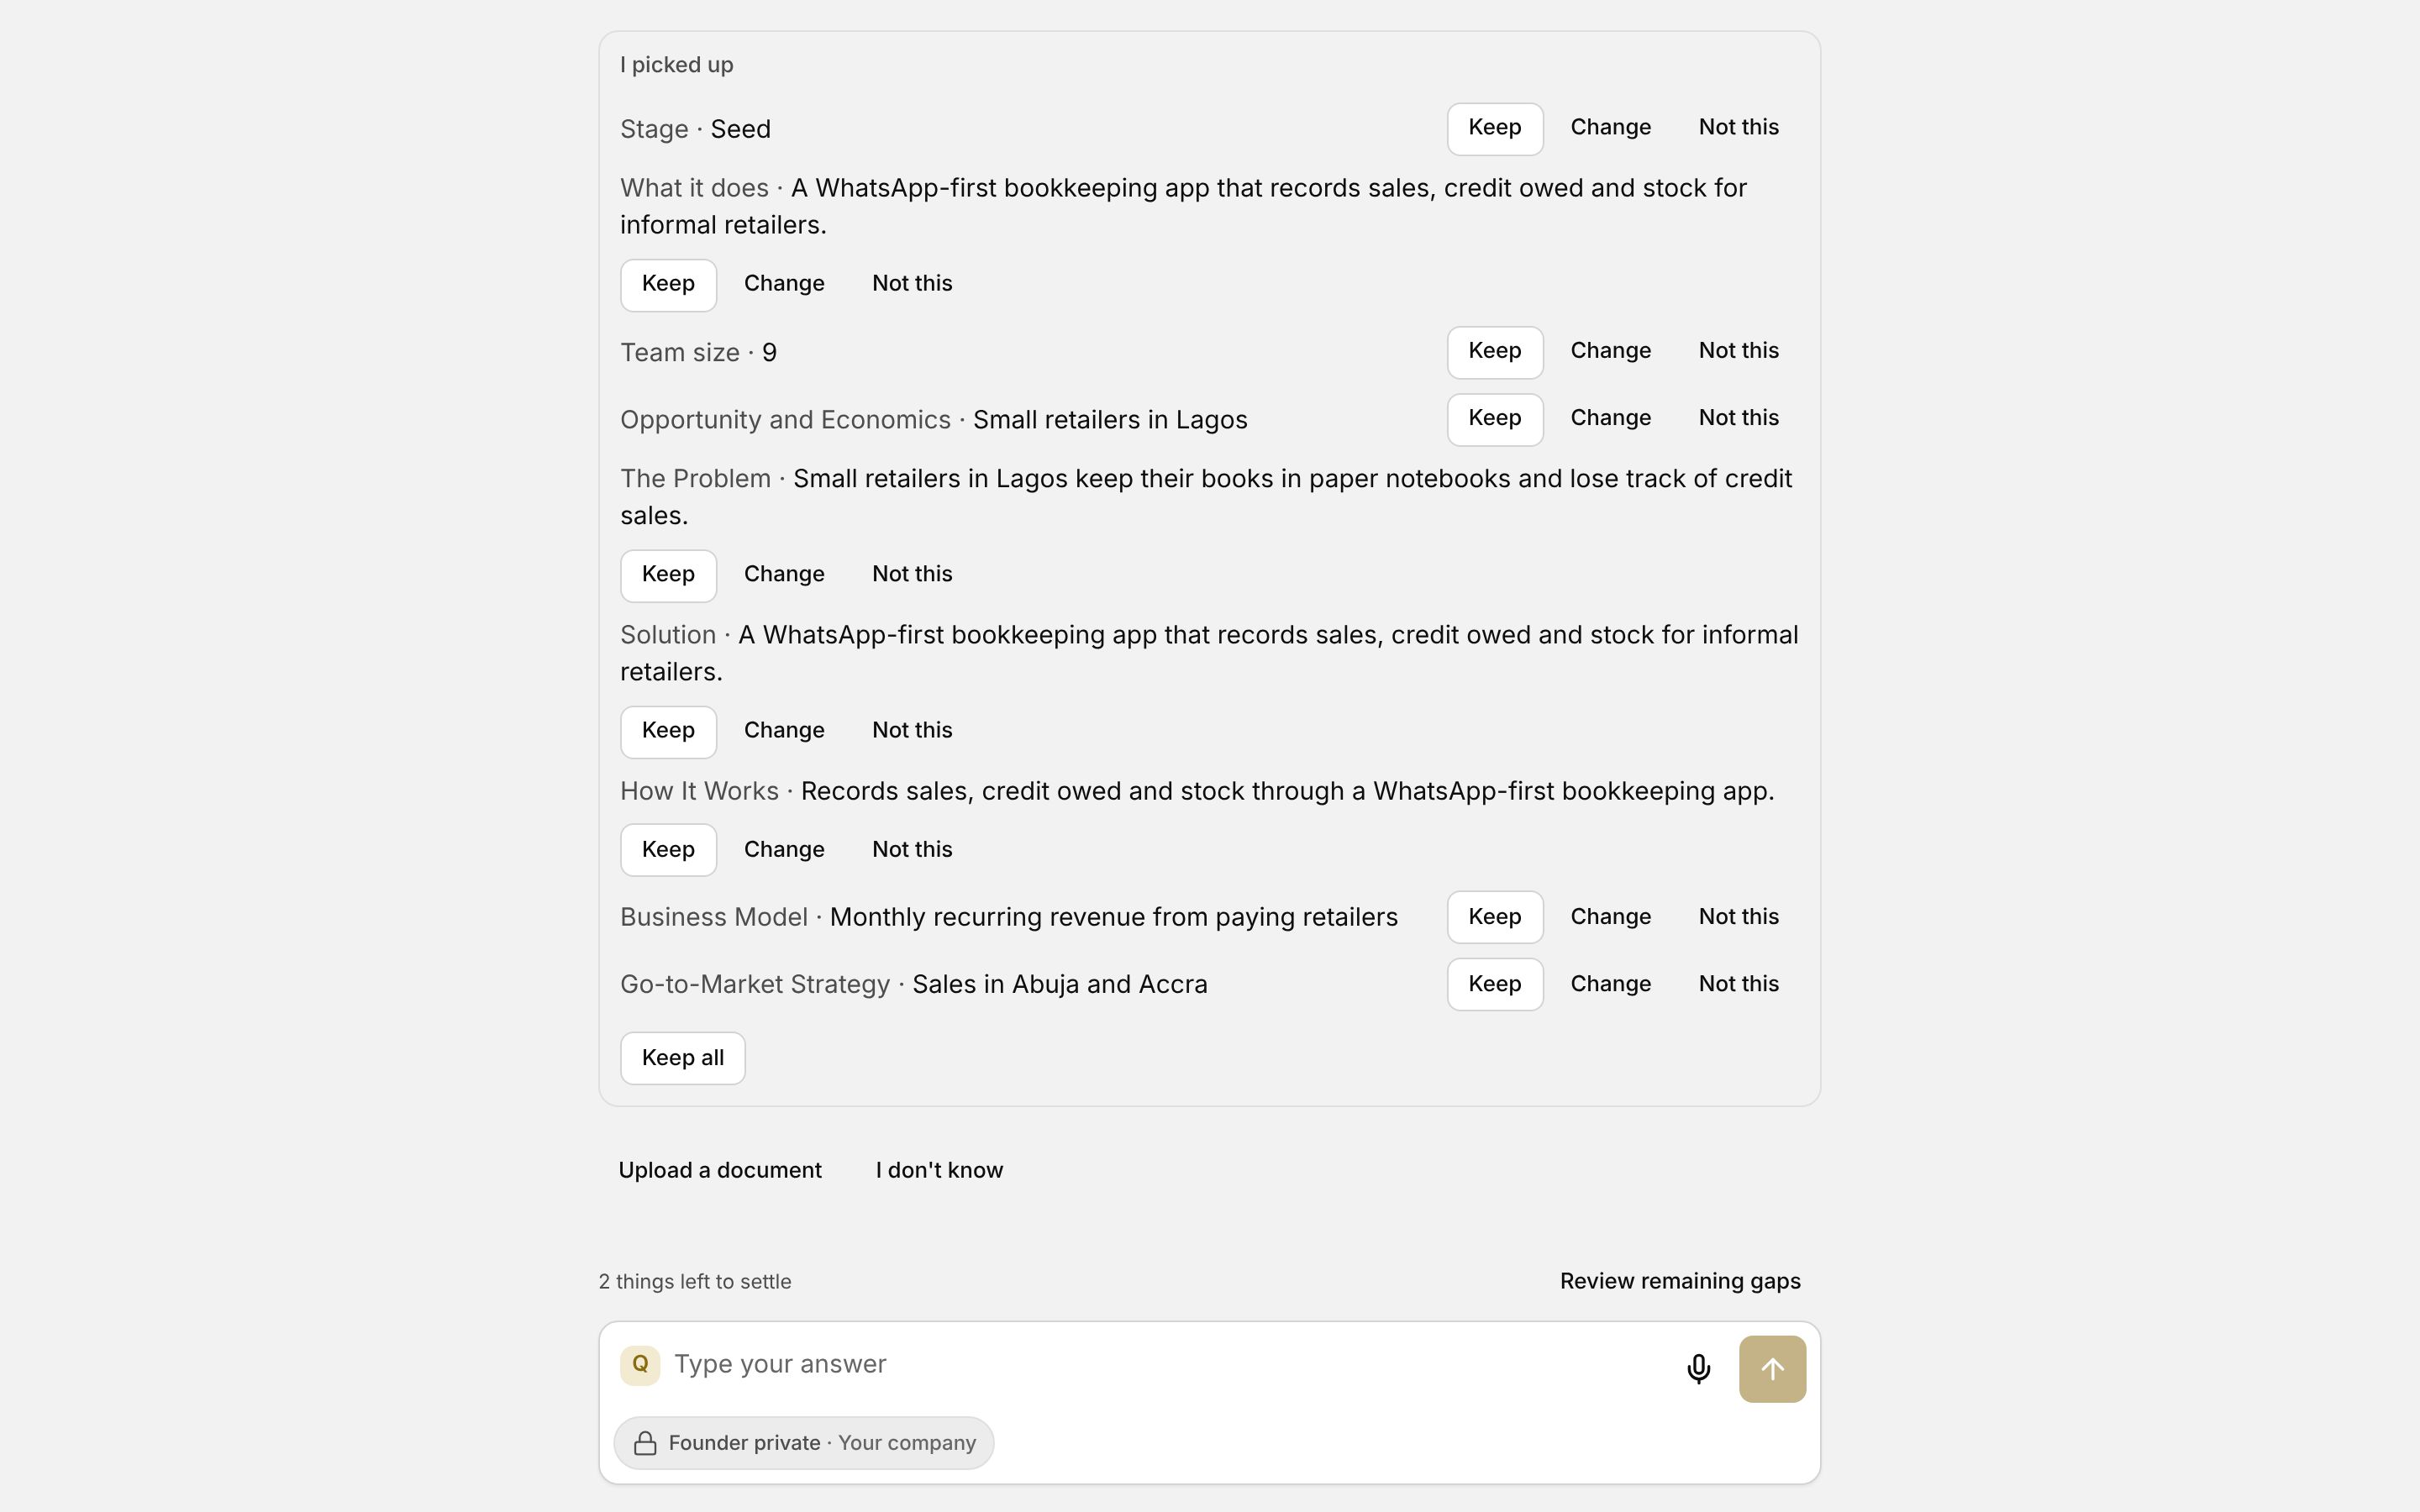 I picked up
Stage · Seed
Keep Change Not this
What it does · A WhatsApp-first bookkeeping app that records sales, credit owed and stock for
informal retailers.
Keep Change Not this
Team size · 9
Keep Change Not this
Opportunity and Economics · Small retailers in Lagos
Keep Change Not this
The Problem · Small retailers in Lagos keep their books in paper notebooks and lose track of credit
sales.
Keep Change Not this
Solution · A WhatsApp-first bookkeeping app that records sales, credit owed and stock for informal
retailers.
Keep Change Not this
How It Works · Records sales, credit owed and stock through a WhatsApp-first bookkeeping app.
Keep Change Not this
Business Model · Monthly recurring revenue from paying retailers
Keep Change Not this
Go-to-Market Strategy · Sales in Abuja and Accra
Keep Change Not this
Keep all
Upload a document I don't know
2 things left to settle
Review remaining gaps
Q Type your answer
Founder private · Your company